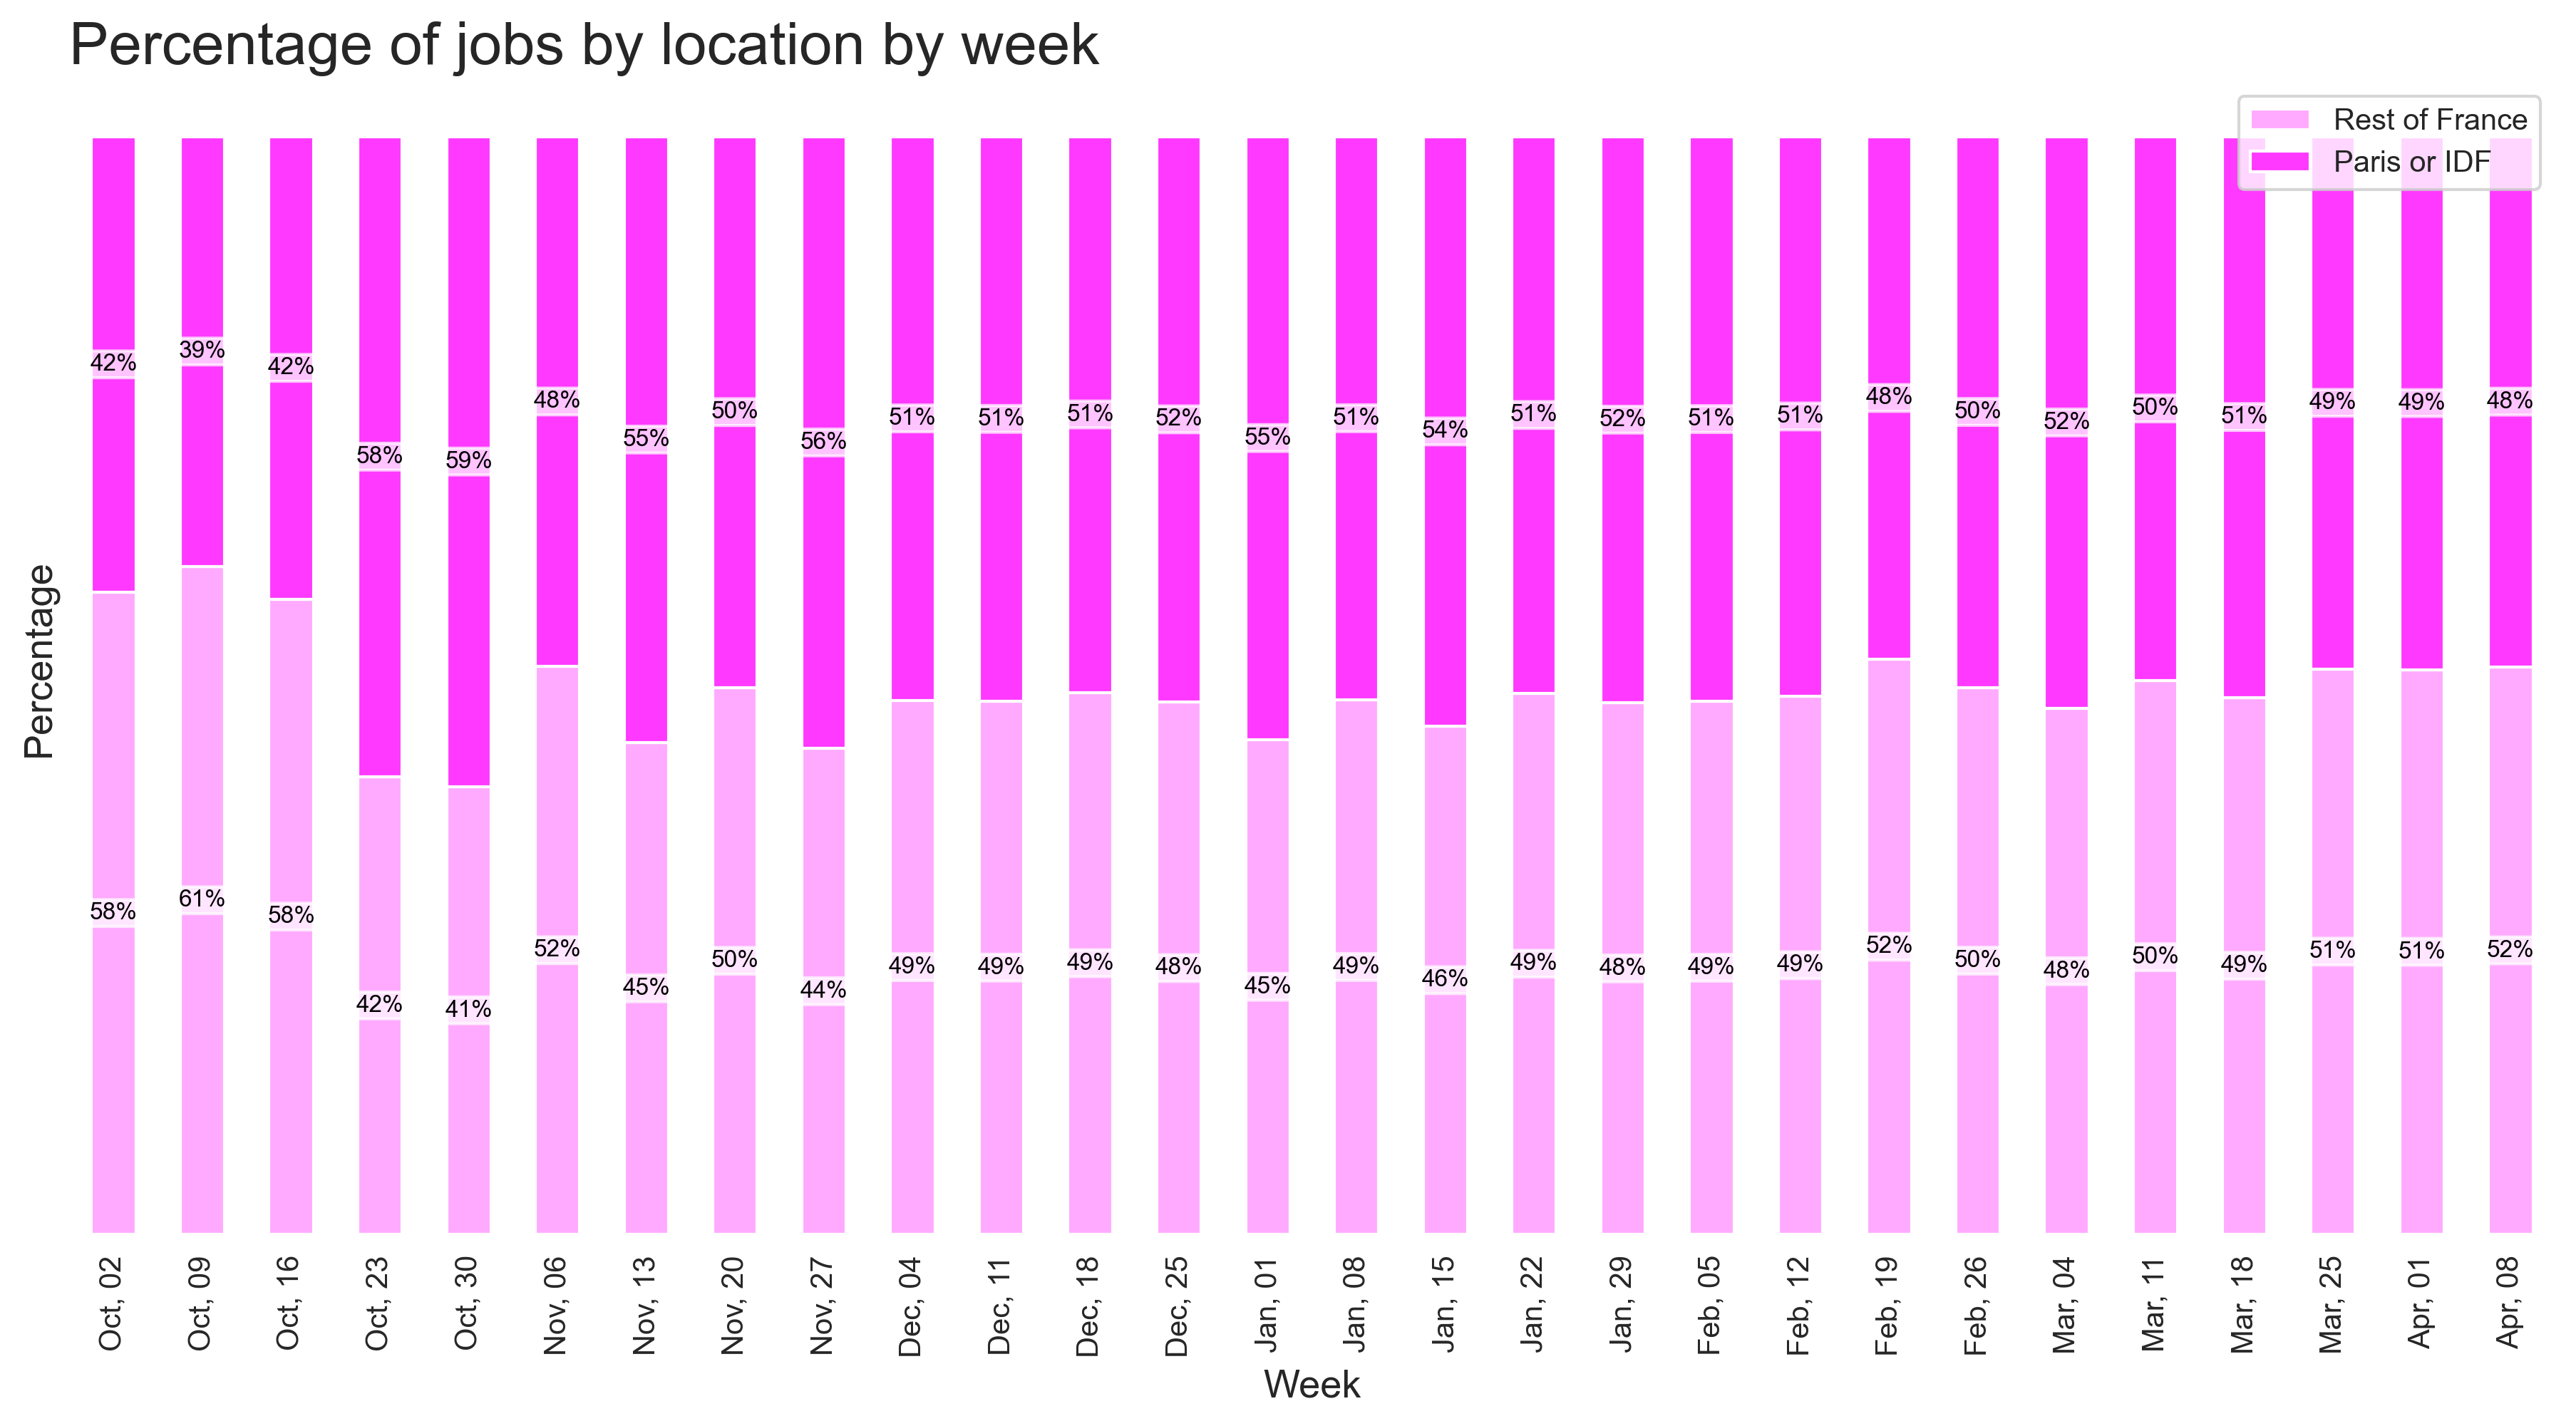 Percentage of jobs by location by week
Rest of France
Paris or IDF
Percentage
42% 39% 42% 58% 59% 48% 55% 50% 56% 51% 51% 51% 52% 55% 51% 54% 51% 52% 51% 51% 48% 50% 52% 50% 51% 49% 49% 48%
58% 61% 58% 42% 41% 52% 45% 50% 44% 49% 49% 49% 48% 45% 49% 46% 49% 48% 49% 49% 52% 50% 48% 50% 49% 51% 51% 52%
Oct, 02 Oct, 09 Oct, 16 Oct, 23 Oct, 30 Nov, 06 Nov, 13 Nov, 20 Nov, 27 Dec, 04 Dec, 11 Dec, 18 Dec, 25 Jan, 01 Jan, 08 Jan, 15 Jan, 22 Jan, 29 Feb, 05 Feb, 12 Feb, 19 Feb, 26 Mar, 04 Mar, 11 Mar, 18 Mar, 25 Apr, 01 Apr, 08
Week